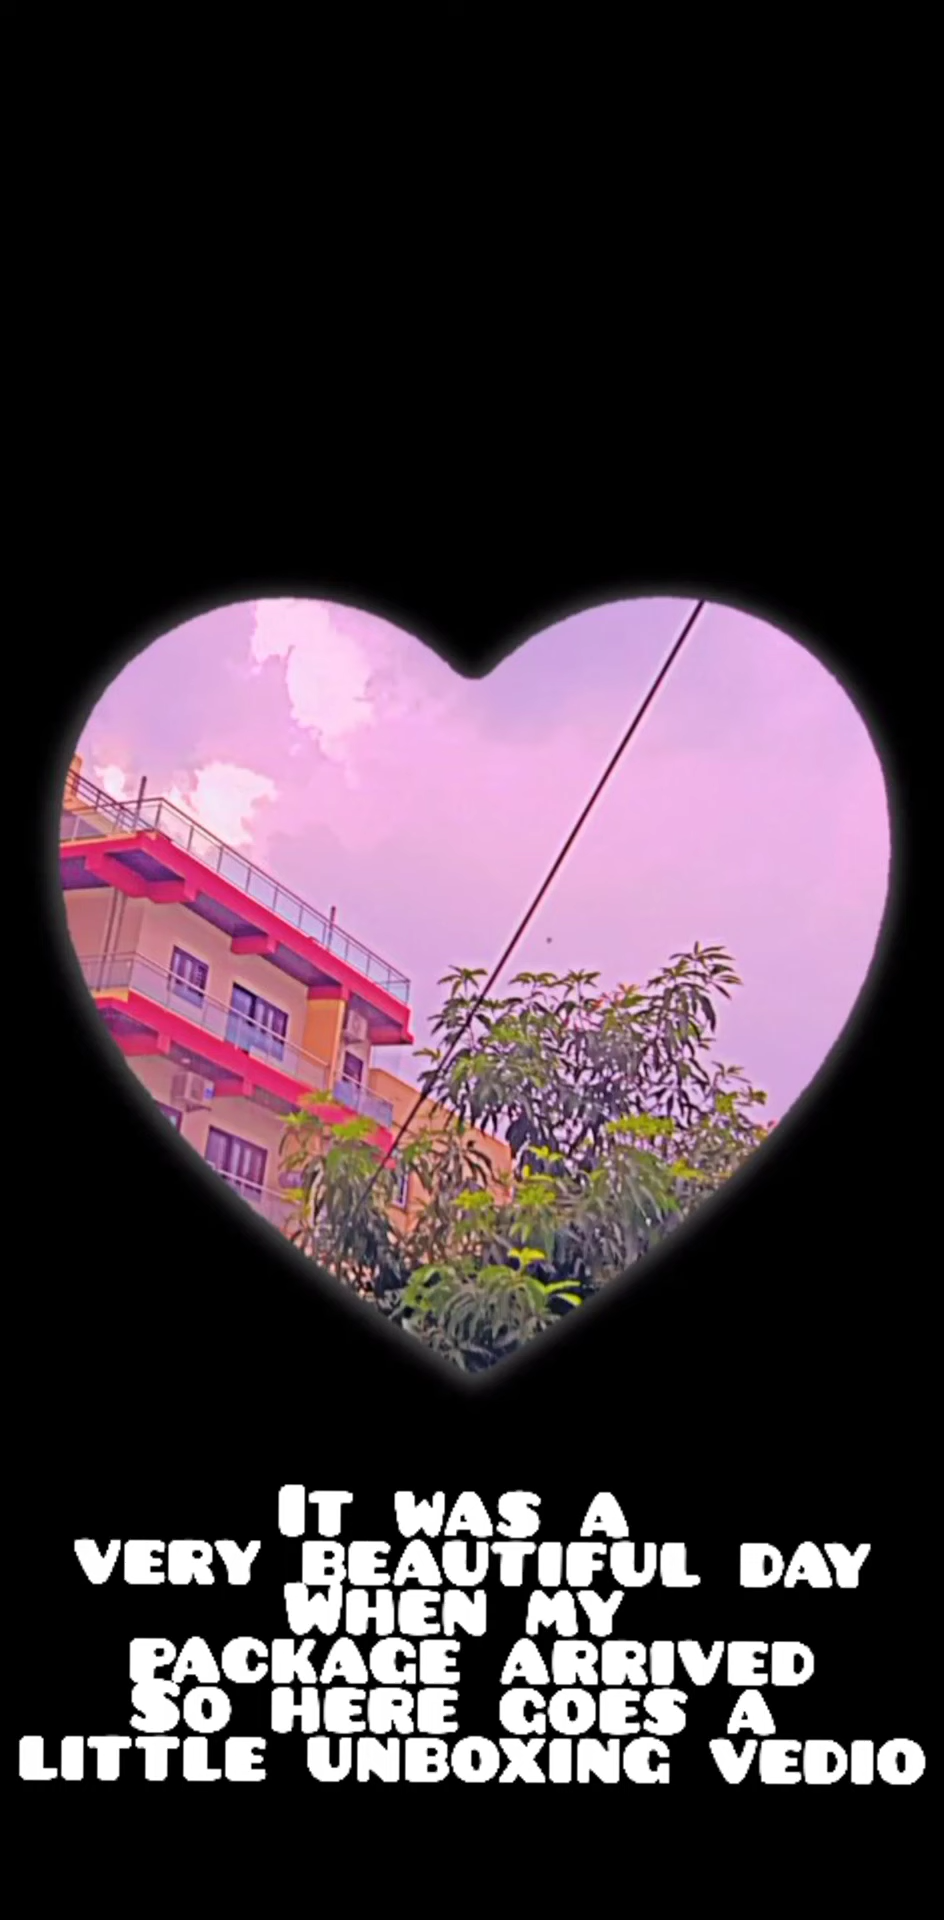 It was a
very beautiful day
When my
package arrived
So here goes a
little unboxing vedio